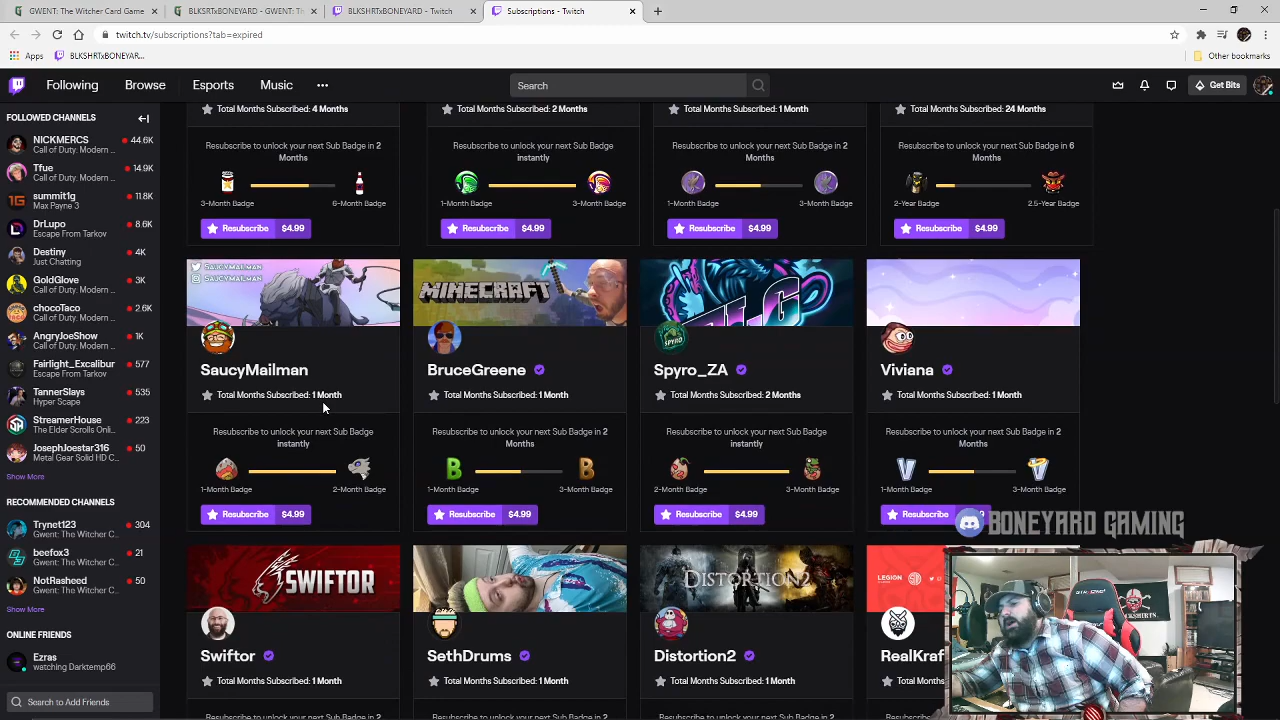 GWENT: The Witcher Card Game
BLKSHRTxBONEYARD - GWENT: T
BLKSHRTxBONEYARD - Twitch
Subscriptions - Twitch
twitch.tv/subscriptions?tab=expired
Apps
BLKSHRTxBONEYAR...
Other bookmarks
Following
Browse
Esports
Music
Search
Get Bits
FOLLOWED CHANNELS
NICKMERCS 44.6K
Call of Duty: Modern ...
Tfue 14.9K
Call of Duty: Modern ...
summit1g 11.8K
Max Payne 3
DrLupo 8.6K
Escape From Tarkov
Destiny 4K
Just Chatting
GoldGlove 3K
Call of Duty: Modern ...
chocoTaco 2.6K
Call of Duty: Modern ...
AngryJoeShow 1K
Call of Duty: Modern ...
Fairlight_Excalibur 577
Escape From Tarkov
TannerSlays 535
Hyper Scape
StreamerHouse 223
The Elder Scrolls Onli...
JosephJoestar316 50
Metal Gear Solid HD C...
Show More
RECOMMENDED CHANNELS
Trynet123 304
Gwent: The Witcher C...
beefox3 21
Gwent: The Witcher C...
NotRasheed 50
Gwent: The Witcher C...
Show More
ONLINE FRIENDS
Ezras
watching Darktemp66
Search to Add Friends
Total Months Subscribed: 4 Months
Resubscribe to unlock your next Sub Badge in 2
Months
3-Month Badge 6-Month Badge
Resubscribe $4.99
Total Months Subscribed: 2 Months
Resubscribe to unlock your next Sub Badge
instantly
1-Month Badge 3-Month Badge
Resubscribe $4.99
Total Months Subscribed: 1 Month
Resubscribe to unlock your next Sub Badge in 2
Months
1-Month Badge 3-Month Badge
Resubscribe $4.99
Total Months Subscribed: 24 Months
Resubscribe to unlock your next Sub Badge in 6
Months
2-Year Badge 2.5-Year Badge
Resubscribe $4.99
SAUCYMAILMAN
SAUCYMAILMAN
SaucyMailman
Total Months Subscribed: 1 Month
Resubscribe to unlock your next Sub Badge
instantly
1-Month Badge 2-Month Badge
Resubscribe $4.99
MINECRAFT
BruceGreene
Total Months Subscribed: 1 Month
Resubscribe to unlock your next Sub Badge in 2
Months
B B
1-Month Badge 3-Month Badge
Resubscribe $4.99
SPYRO
Spyro_ZA
Total Months Subscribed: 2 Months
Resubscribe to unlock your next Sub Badge
instantly
2-Month Badge 3-Month Badge
Resubscribe $4.99
Viviana
Total Months Subscribed: 1 Month
Resubscribe to unlock your next Sub Badge in 2
Months
V V
1-Month Badge 3-Month Badge
Resubscribe
BONEYARD GAMING
SWIFTOR
Swiftor
Total Months Subscribed: 1 Month
SethDrums
Total Months Subscribed: 1 Month
DISTORTION2
Distortion2
Total Months Subscribed: 1 Month
LEGION
RealKraf
Total Months